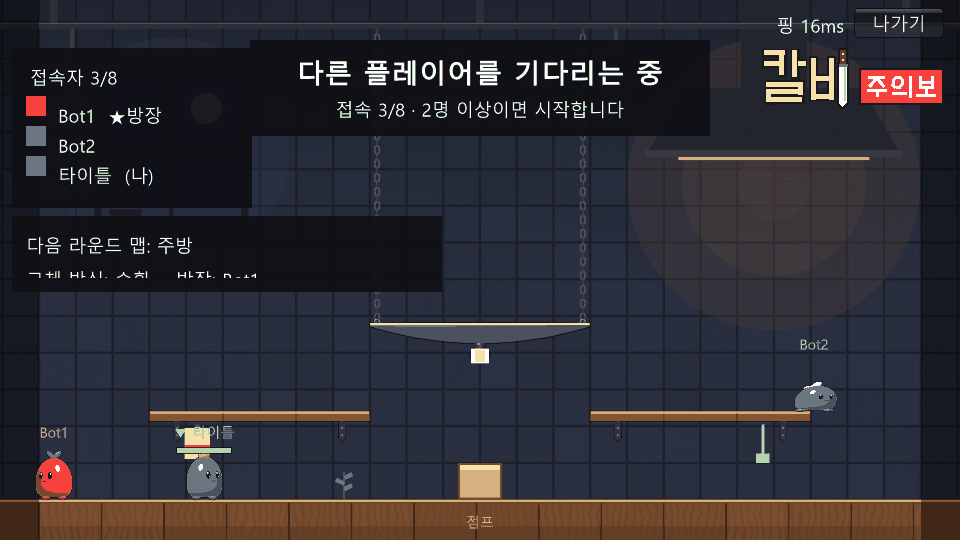 핑 16ms
나가기
접속자 3/8
Bot1 ★방장
Bot2
타이틀 (나)
다른 플레이어를 기다리는 중
접속 3/8 · 2명 이상이면 시작합니다
칼비
주의보
다음 라운드 맵: 주방
Bot2
Bot1
타이틀
점프